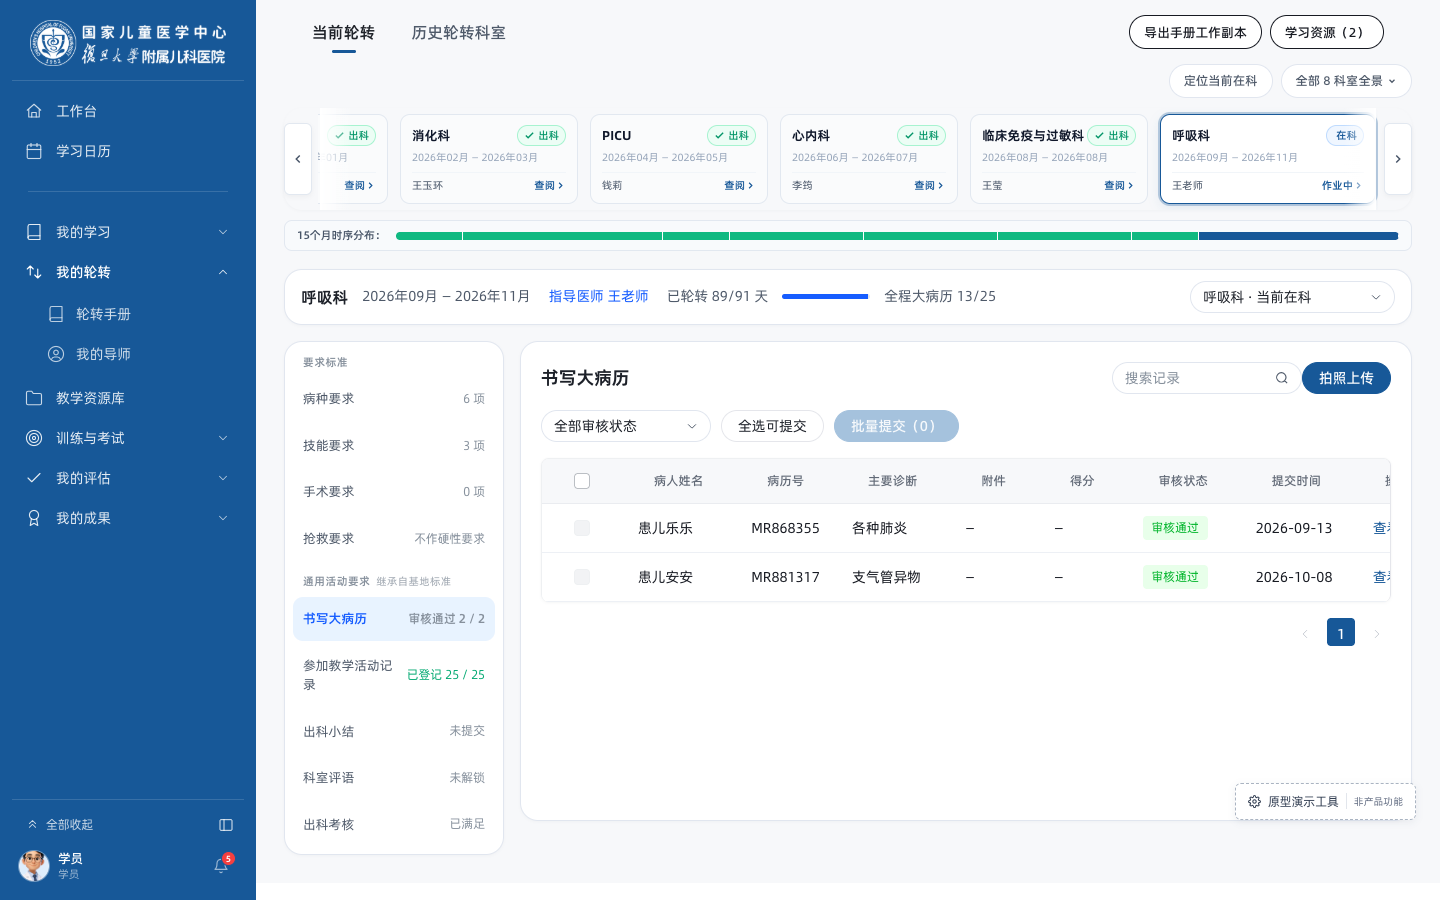 国家儿童医学中心
復旦大学附属儿科医院
工作台
学习日历
我的学习
我的轮转
轮转手册
我的导师
教学资源库
训练与考试
我的评估
我的成果
全部收起
学员
学员
5
当前轮转
历史轮转科室
导出手册工作副本
学习资源（2）
定位当前在科
全部 8 科室全景
出科
01月
查阅
消化科
出科
2026年02月 – 2026年03月
王玉环
查阅
PICU
出科
2026年04月 – 2026年05月
钱莉
查阅
心内科
出科
2026年06月 – 2026年07月
李筠
查阅
临床免疫与过敏科
出科
2026年08月 – 2026年08月
王莹
查阅
呼吸科
在科
2026年09月 – 2026年11月
王老师
作业中
15个月时序分布：
呼吸科
2026年09月 – 2026年11月
指导医师 王老师
已轮转 89/91 天
全程大病历 13/25
呼吸科 · 当前在科
要求标准
病种要求 6 项
技能要求 3 项
手术要求 0 项
抢救要求 不作硬性要求
通用活动要求 继承自基地标准
书写大病历 审核通过 2 / 2
参加教学活动记录 已登记 25 / 25
出科小结 未提交
科室评语 未解锁
出科考核 已满足
书写大病历
搜索记录
拍照上传
全部审核状态
全选可提交
批量提交（0）
病人姓名 病历号 主要诊断 附件 得分 审核状态 提交时间
患儿乐乐 MR868355 各种肺炎 – – 审核通过 2026-09-13 查
患儿安安 MR881317 支气管异物 – – 审核通过 2026-10-08 查
1
原型演示工具 非产品功能